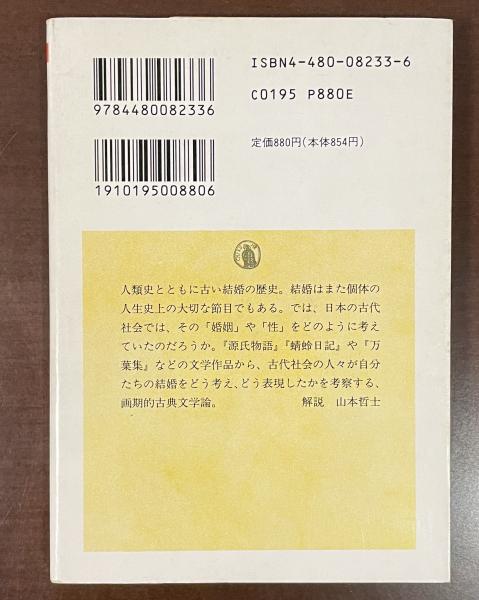 ISBN4-480-08233-6
9784480082336
C0195 P880E
定価880円(本体854円)
1910195008806
人類史とともに古い結婚の歴史。結婚はまた個体の
人生史上の大切な節目でもある。では、日本の古代
社会では、その「婚姻」や「性」をどのように考え
ていたのだろうか。『源氏物語』『蜻蛉日記』や『万
葉集』などの文学作品から、古代社会の人々が自分
たちの結婚をどう考え、どう表現したかを考察する、
画期的古典文学論。 解説 山本哲士